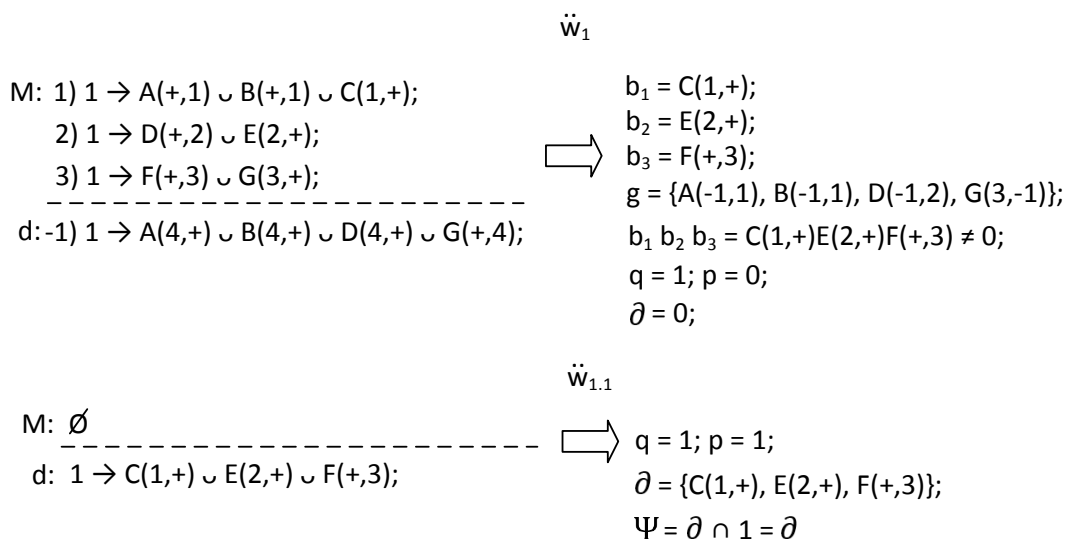 ẅ₁
M: 1) 1 → A(+,1) ᴗ B(+,1) ᴗ C(1,+);
2) 1 → D(+,2) ᴗ E(2,+);
3) 1 → F(+,3) ᴗ G(3,+);
d:-1) 1 → A(4,+) ᴗ B(4,+) ᴗ D(4,+) ᴗ G(+,4);
b₁ = C(1,+);
b₂ = E(2,+);
b₃ = F(+,3);
g = {A(-1,1), B(-1,1), D(-1,2), G(3,-1)};
b₁ b₂ b₃ = C(1,+)E(2,+)F(+,3) ≠ 0;
q = 1; p = 0;
∂ = 0;
ẅ₁.₁
M: Ø
d: 1 → C(1,+) ᴗ E(2,+) ᴗ F(+,3);
q = 1; p = 1;
∂ = {C(1,+), E(2,+), F(+,3)};
Ψ = ∂ ∩ 1 = ∂